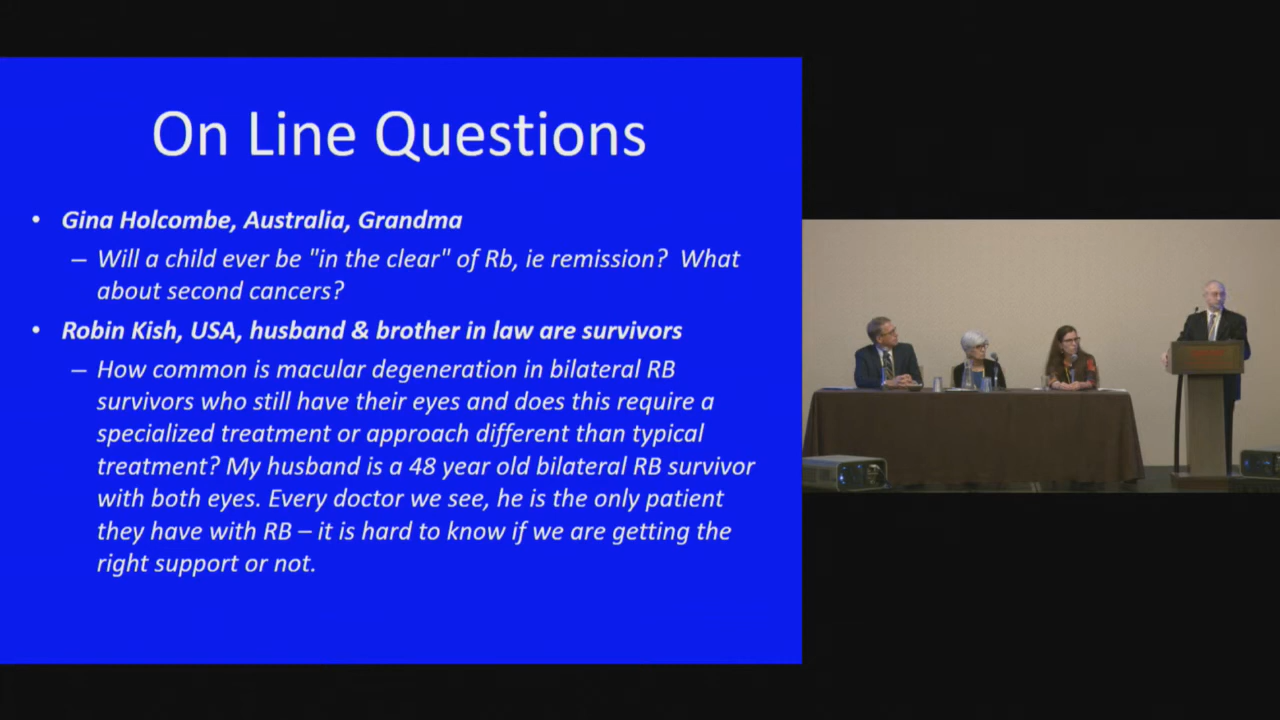 On Line Questions
• Gina Holcombe, Australia, Grandma
– Will a child ever be "in the clear" of Rb, ie remission? What
about second cancers?
• Robin Kish, USA, husband & brother in law are survivors
– How common is macular degeneration in bilateral RB
survivors who still have their eyes and does this require a
specialized treatment or approach different than typical
treatment? My husband is a 48 year old bilateral RB survivor
with both eyes. Every doctor we see, he is the only patient
they have with RB – it is hard to know if we are getting the
right support or not.